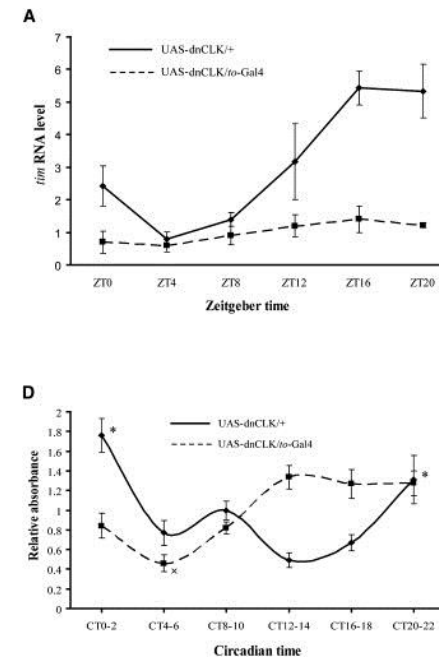 A
UAS-dnCLK/+
UAS-dnCLK/to-Gal4
tim RNA level
7
6
5
4
3
2
1
0
ZT0 ZT4 ZT8 ZT12 ZT16 ZT20
Zeitgeber time
D
UAS-dnCLK/+
UAS-dnCLK/to-Gal4
Relative absorbance
2
1.8
1.6
1.4
1.2
1
0.8
0.6
0.4
0.2
0
*
×
*
CT0-2 CT4-6 CT8-10 CT12-14 CT16-18 CT20-22
Circadian time